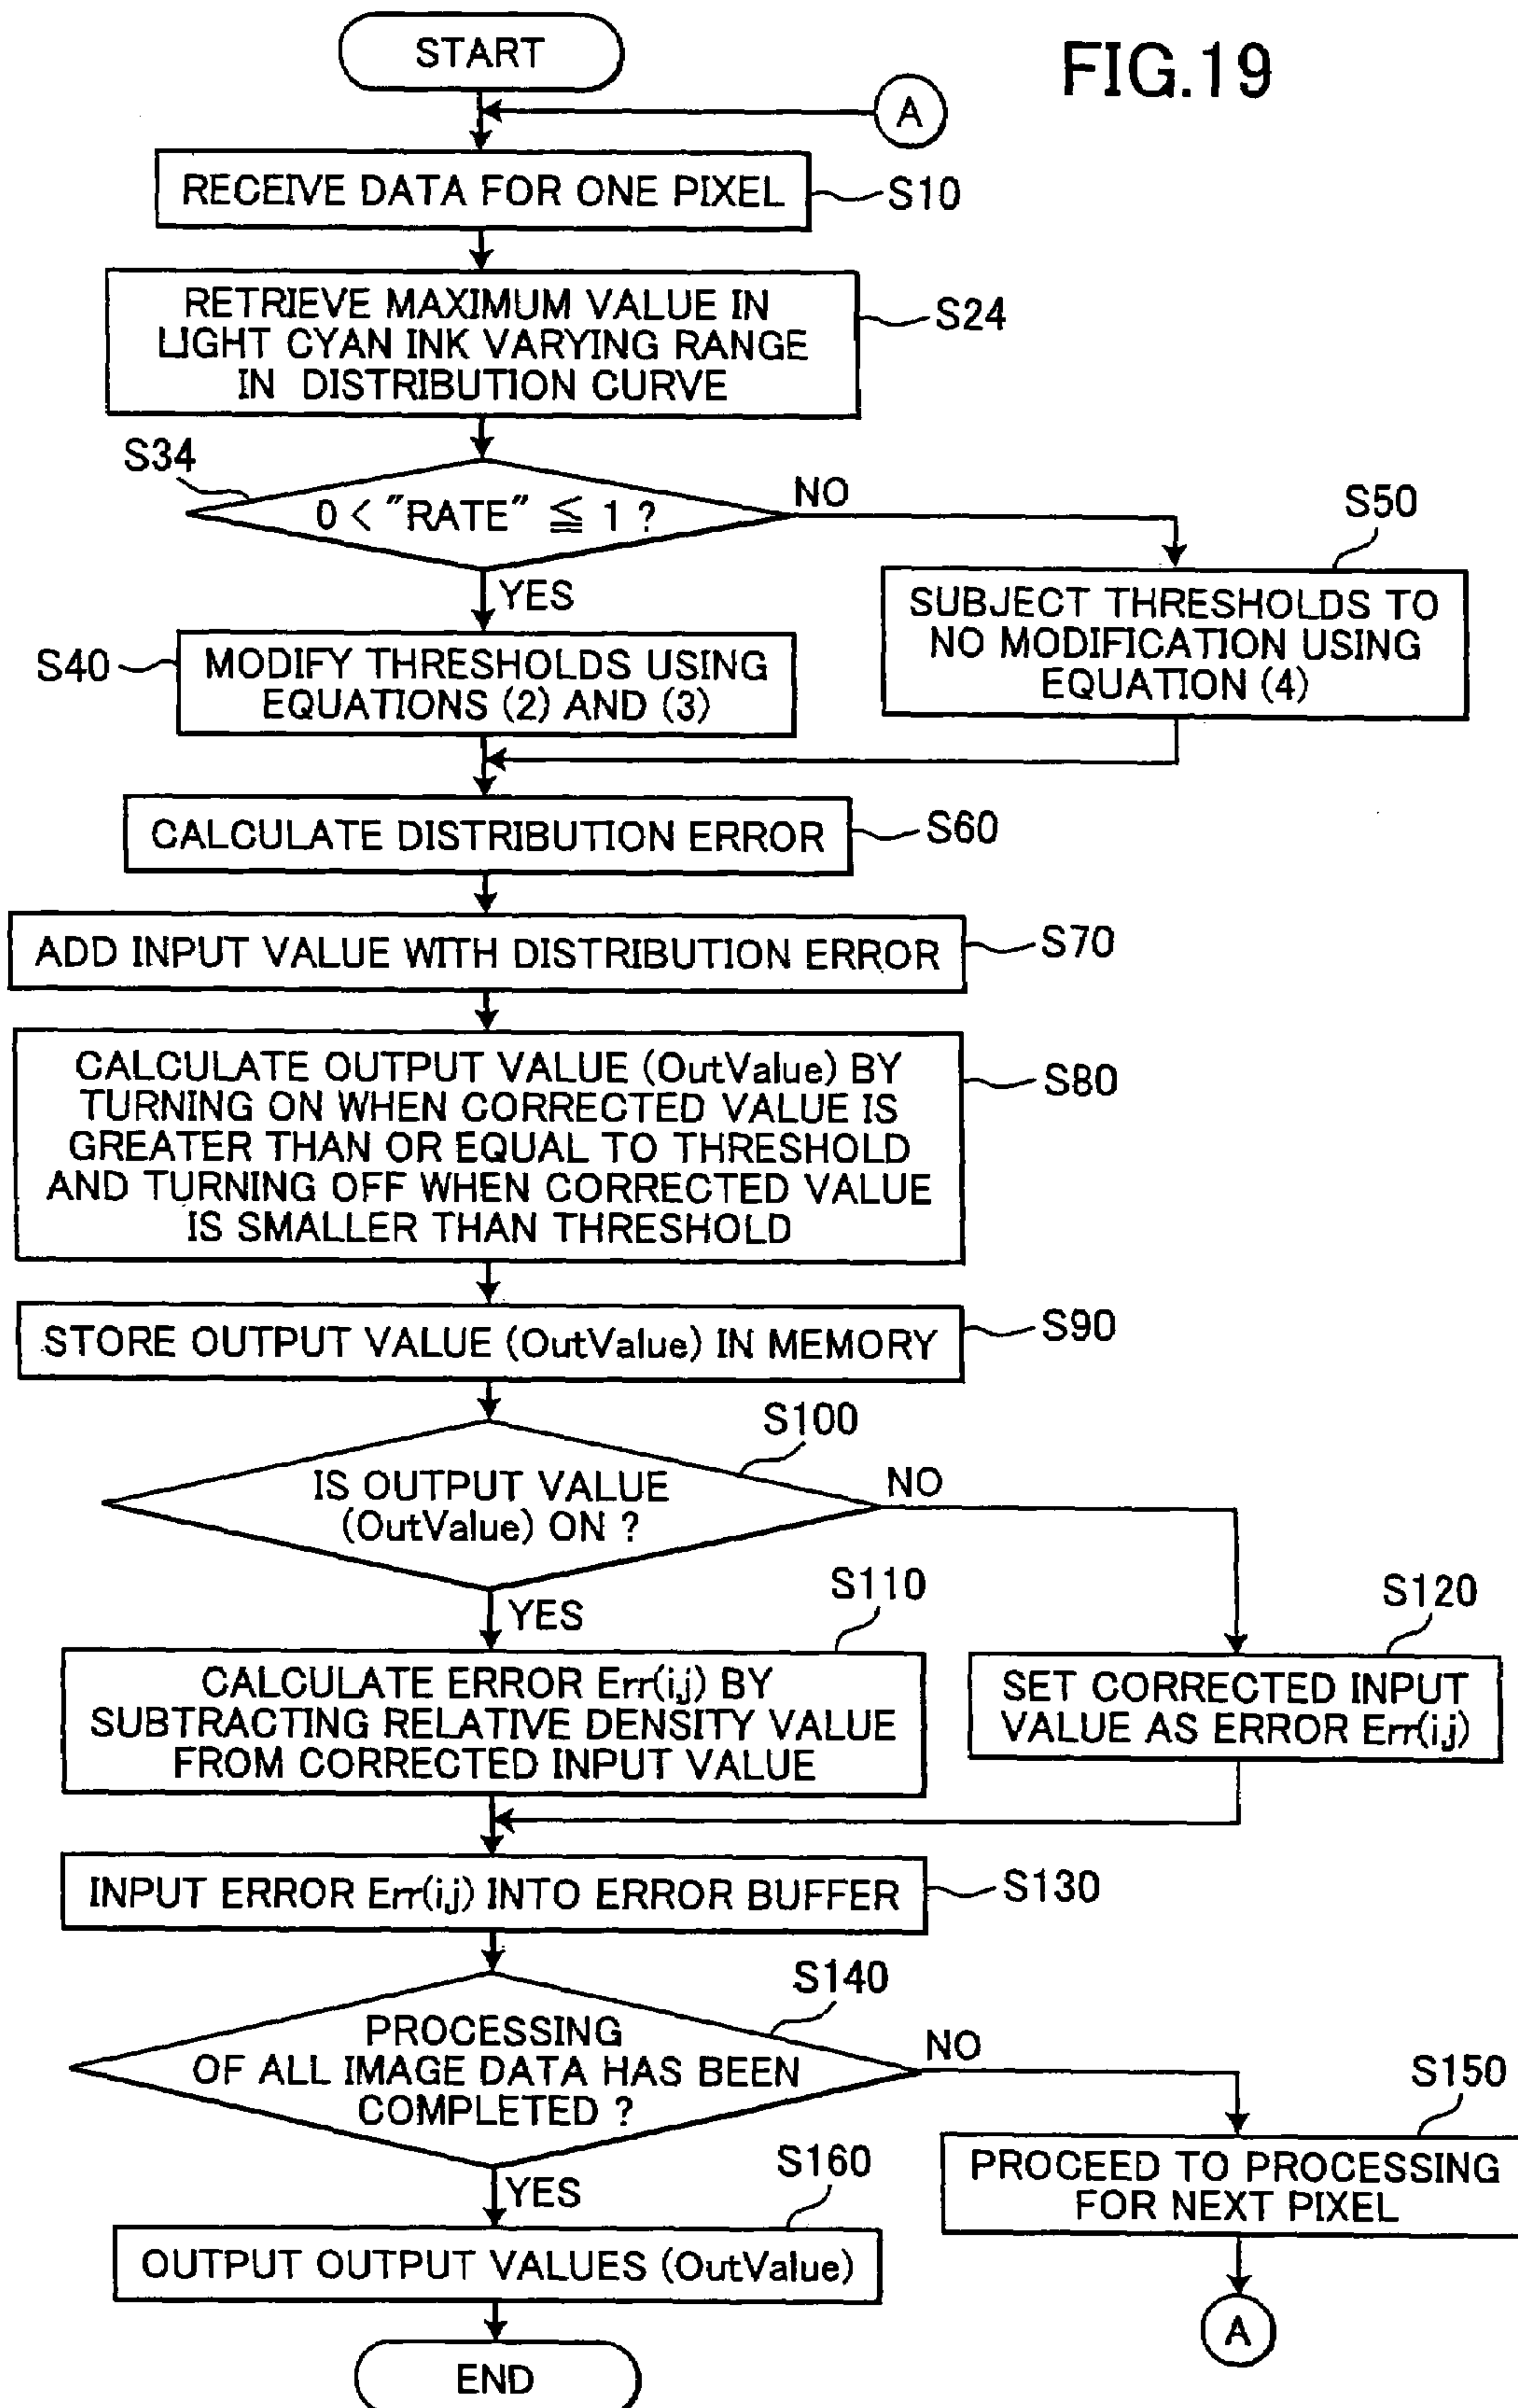 FIG.19
START
A
RECEIVE DATA FOR ONE PIXEL
S10
RETRIEVE MAXIMUM VALUE IN
LIGHT CYAN INK VARYING RANGE
IN DISTRIBUTION CURVE
S24
S34
0 < "RATE" ≦ 1 ?
NO
YES
S50
SUBJECT THRESHOLDS TO
NO MODIFICATION USING
EQUATION (4)
S40
MODIFY THRESHOLDS USING
EQUATIONS (2) AND (3)
CALCULATE DISTRIBUTION ERROR
S60
ADD INPUT VALUE WITH DISTRIBUTION ERROR
S70
CALCULATE OUTPUT VALUE (OutValue) BY
TURNING ON WHEN CORRECTED VALUE IS
GREATER THAN OR EQUAL TO THRESHOLD
AND TURNING OFF WHEN CORRECTED VALUE
IS SMALLER THAN THRESHOLD
S80
STORE OUTPUT VALUE (OutValue) IN MEMORY
S90
S100
IS OUTPUT VALUE
(OutValue) ON ?
NO
YES
S110
CALCULATE ERROR Err(i,j) BY
SUBTRACTING RELATIVE DENSITY VALUE
FROM CORRECTED INPUT VALUE
S120
SET CORRECTED INPUT
VALUE AS ERROR Err(i,j)
INPUT ERROR Err(i,j) INTO ERROR BUFFER
S130
S140
PROCESSING
OF ALL IMAGE DATA HAS BEEN
COMPLETED ?
NO
YES
S150
PROCEED TO PROCESSING
FOR NEXT PIXEL
A
S160
OUTPUT OUTPUT VALUES (OutValue)
END